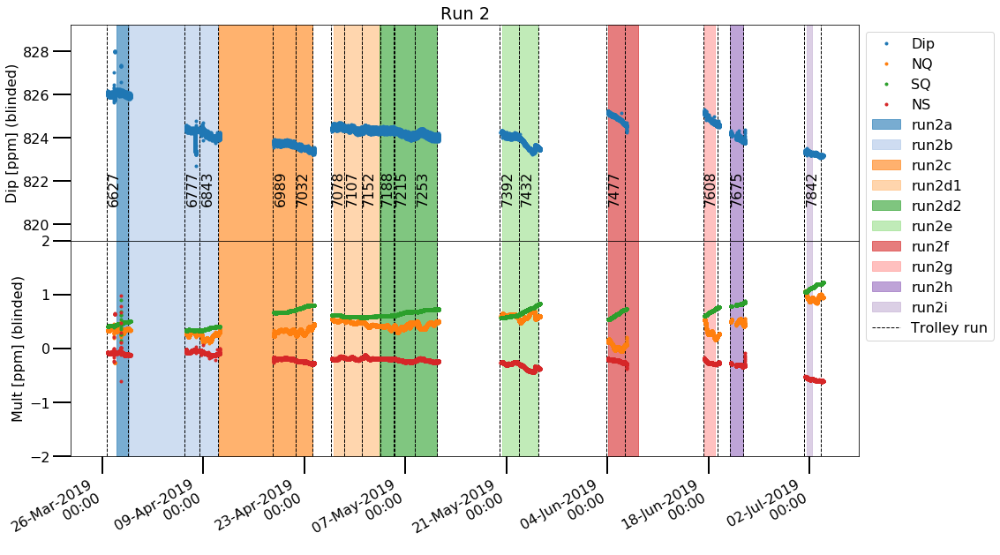 Run 2
Dip [ppm] (blinded)
828
826
824
822
820
6627
6777
6843
6989
7032
7078
7107
7152
7188
7215
7253
7392
7432
7477
7608
7675
7842
Mult [ppm] (blinded)
2
1
0
−1
−2
26-Mar-2019
00:00
09-Apr-2019
00:00
23-Apr-2019
00:00
07-May-2019
00:00
21-May-2019
00:00
04-Jun-2019
00:00
18-Jun-2019
00:00
02-Jul-2019
00:00
Dip
NQ
SQ
NS
run2a
run2b
run2c
run2d1
run2d2
run2e
run2f
run2g
run2h
run2i
Trolley run